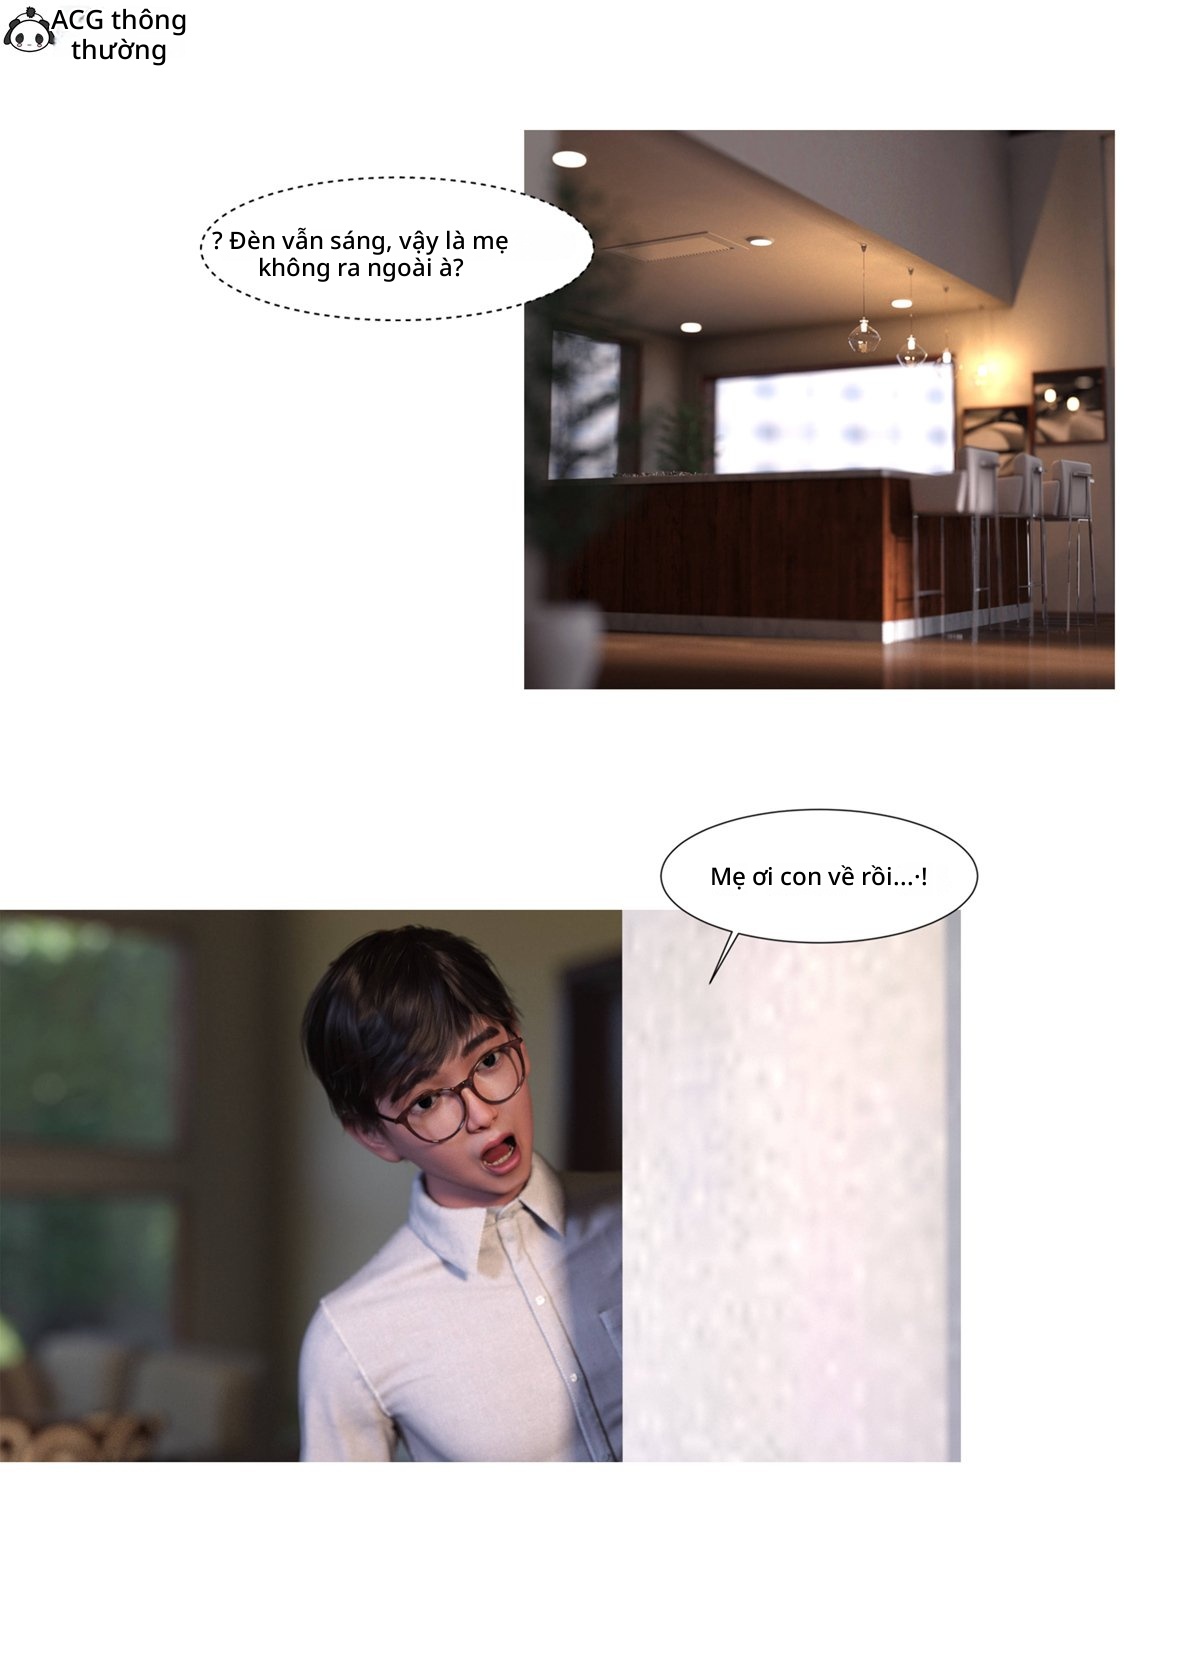 ACG thông
thường
? Đèn vẫn sáng, vậy là mẹ
không ra ngoài à?
Mẹ ơi con về rồi...·!